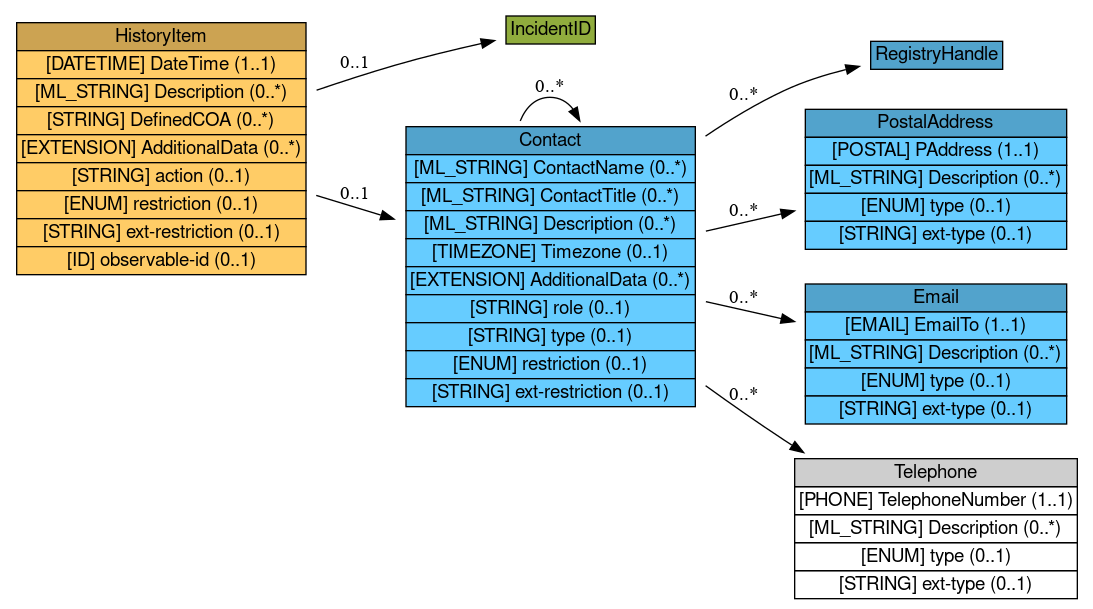 HistoryItem
[DATETIME] DateTime (1..1)
[ML_STRING] Description (0..*)
[STRING] DefinedCOA (0..*)
[EXTENSION] AdditionalData (0..*)
[STRING] action (0..1)
[ENUM] restriction (0..1)
[STRING] ext-restriction (0..1)
[ID] observable-id (0..1)
0..1
0..1
IncidentID
0..*
Contact
[ML_STRING] ContactName (0..*)
[ML_STRING] ContactTitle (0..*)
[ML_STRING] Description (0..*)
[TIMEZONE] Timezone (0..1)
[EXTENSION] AdditionalData (0..*)
[STRING] role (0..1)
[STRING] type (0..1)
[ENUM] restriction (0..1)
[STRING] ext-restriction (0..1)
0..*
0..*
0..*
0..*
RegistryHandle
PostalAddress
[POSTAL] PAddress (1..1)
[ML_STRING] Description (0..*)
[ENUM] type (0..1)
[STRING] ext-type (0..1)
Email
[EMAIL] EmailTo (1..1)
[ML_STRING] Description (0..*)
[ENUM] type (0..1)
[STRING] ext-type (0..1)
Telephone
[PHONE] TelephoneNumber (1..1)
[ML_STRING] Description (0..*)
[ENUM] type (0..1)
[STRING] ext-type (0..1)